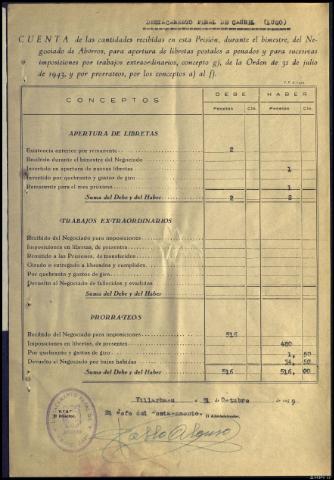 DESTACAMENTO PENAL DE (LUGO)
CUENTA de las cantidades recibidas en esta Prisión, durante el bimestre, del Ne-
gociado de Ahorros, para apertura de libretas postales a penados y para sucesivas
imposiciones por trabajos extraordinarios, concepto g), de la Orden de 31 de julio
de 1943, y por prorrateos, por los conceptos a) al f).
CONCEPTOS DEBE HABER
Pesetas Cts. Pesetas Cts.
APERTURA DE LIBRETAS
Existencia anterior por remanente 2
Recibido durante el bimestre del Negociado
Invertido en apertura de nuevas libretas 1
Invertido por quebranto y gastos de giro
Remanente para el mes próximo 1
Suma del Debe y del Haber 2 2
TRABAJOS EXTRAORDINARIOS
Recibido del Negociado para imposiciones
Imposiciones en libretas, de presentes
Remitido a las Prisiones, de trasladados
Girado o entregado a libertos y cumplidos
Por quebranto y gastos de giro
Devuelto al Negociado de fallecidos y evadidos
Suma del Debe y del Haber
PRORRATEOS
Recibido del Negociado para imposiciones 516
Imposiciones en libretas, de presentes 480
Por quebranto y gastos de giro 1, 50
Devuelto al Negociado por bajas habidas 34, 50
Suma del Debe y del Haber 516 516, 00
31 de Octubre de
El Jefe del Destacamento,
El Administrador,
V.º B.º
El Director,